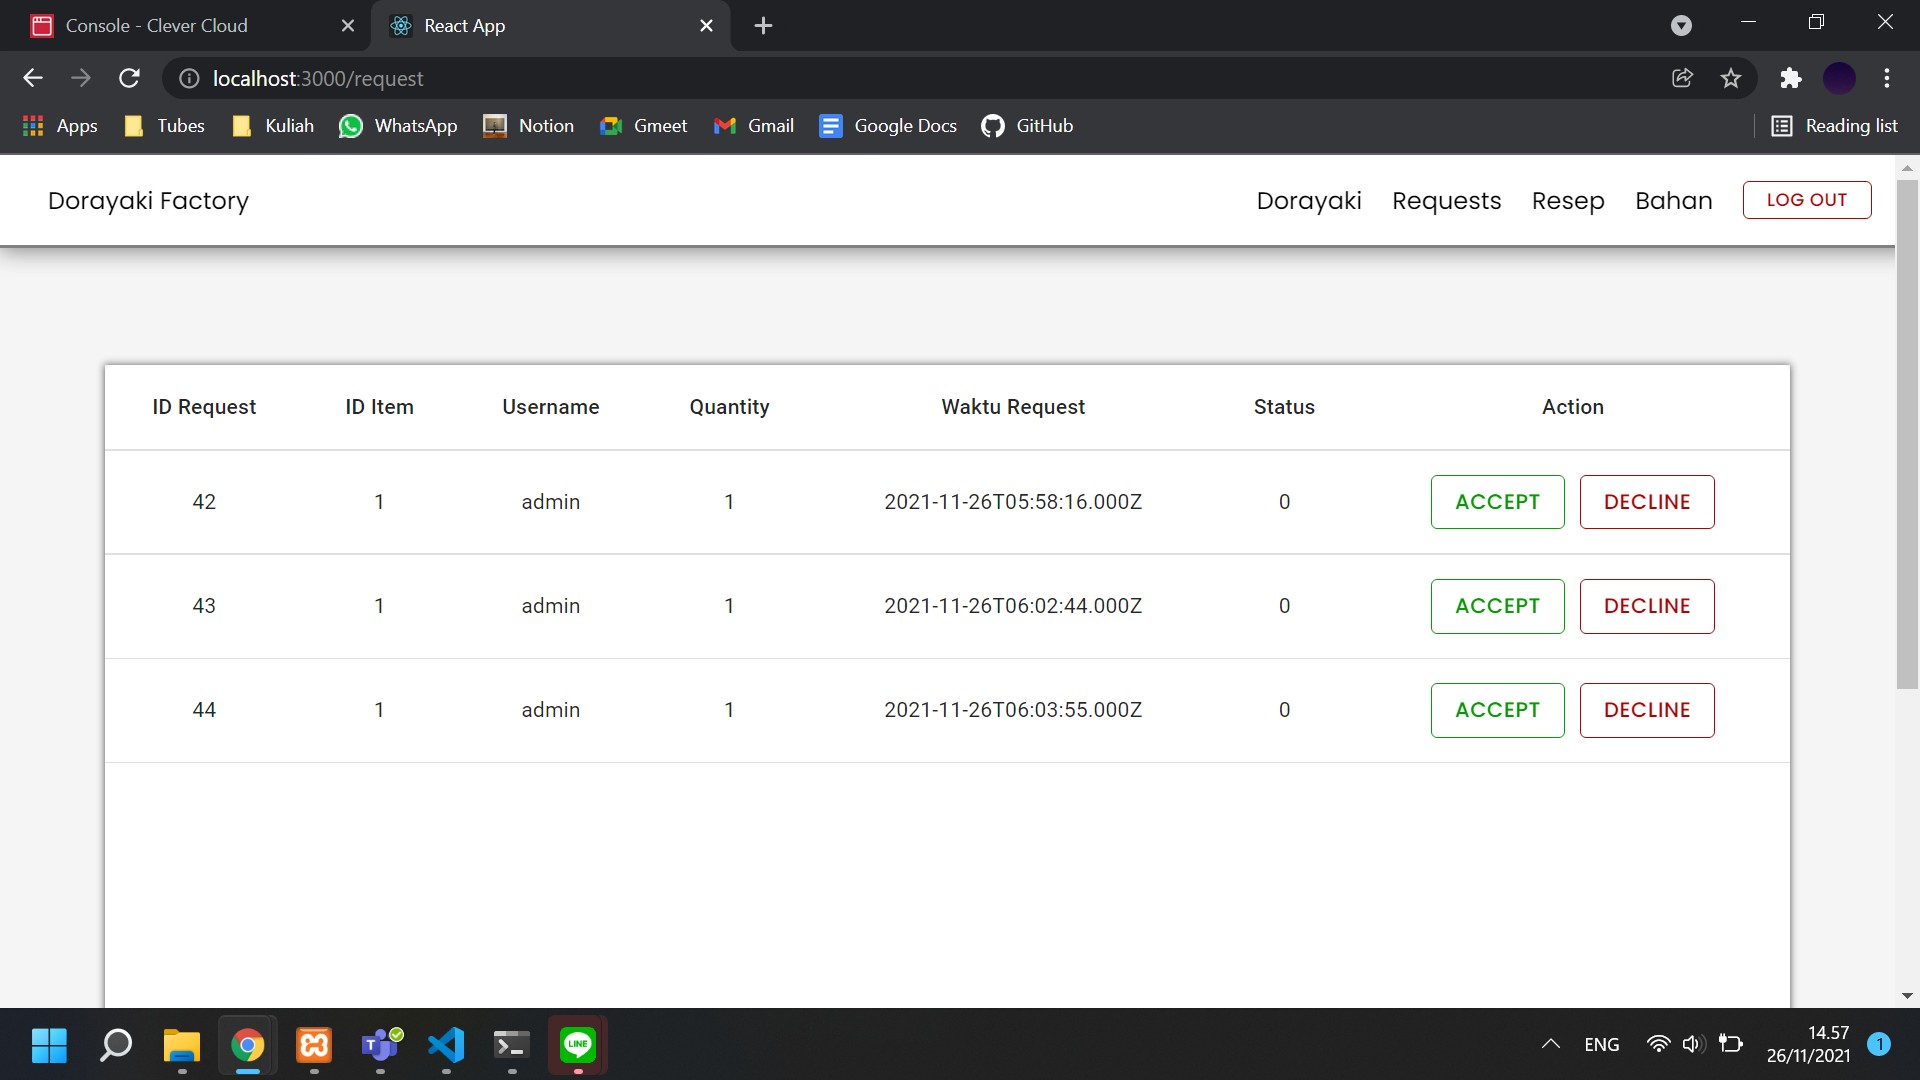 Console - Clever Cloud
React App
localhost:3000/request
Apps Tubes Kuliah WhatsApp Notion Gmeet Gmail Google Docs GitHub Reading list
Dorayaki Factory Dorayaki Requests Resep Bahan LOG OUT
ID Request ID Item Username Quantity Waktu Request Status Action
42 1 admin 1 2021-11-26T05:58:16.000Z 0 ACCEPT DECLINE
43 1 admin 1 2021-11-26T06:02:44.000Z 0 ACCEPT DECLINE
44 1 admin 1 2021-11-26T06:03:55.000Z 0 ACCEPT DECLINE
T LINE ENG 14.57 1
26/11/2021